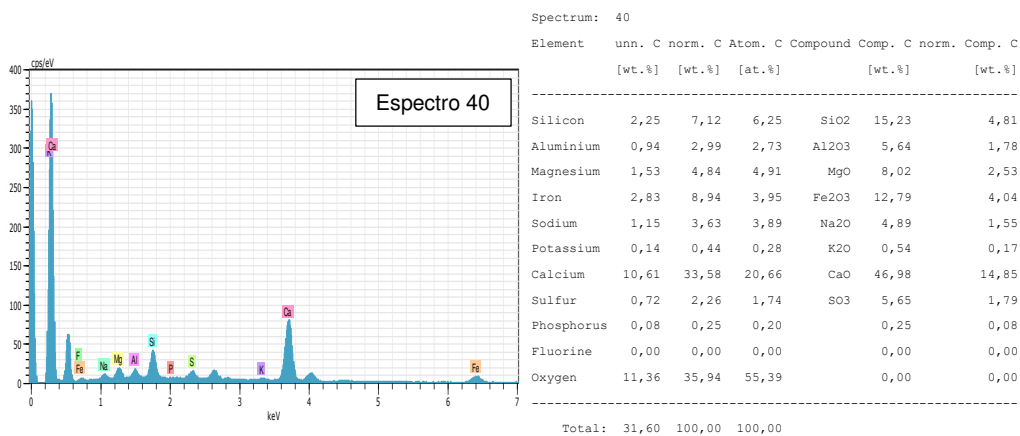 cps/eV
400
350
300
250
200
150
100
50
0
Espectro 40
Ca
K
F
Fe
Na
Mg
Al
Si
P
S
K
Ca
Fe
0 1 2 3 4 5 6 7
keV
Spectrum: 40
Element unn. C norm. C Atom. C Compound Comp. C norm. Comp. C
[wt.%] [wt.%] [at.%] [wt.%] [wt.%]
Silicon 2,25 7,12 6,25 SiO2 15,23 4,81
Aluminium 0,94 2,99 2,73 Al2O3 5,64 1,78
Magnesium 1,53 4,84 4,91 MgO 8,02 2,53
Iron 2,83 8,94 3,95 Fe2O3 12,79 4,04
Sodium 1,15 3,63 3,89 Na2O 4,89 1,55
Potassium 0,14 0,44 0,28 K2O 0,54 0,17
Calcium 10,61 33,58 20,66 CaO 46,98 14,85
Sulfur 0,72 2,26 1,74 SO3 5,65 1,79
Phosphorus 0,08 0,25 0,20 0,25 0,08
Fluorine 0,00 0,00 0,00 0,00 0,00
Oxygen 11,36 35,94 55,39 0,00 0,00
Total: 31,60 100,00 100,00